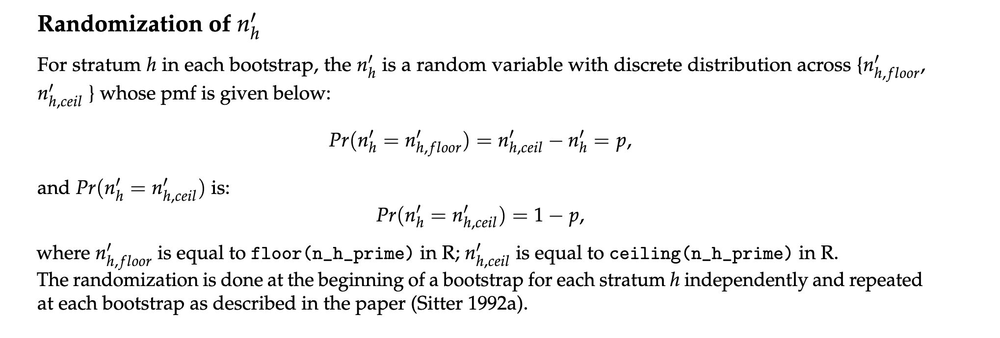 Randomization of n′_h
For stratum h in each bootstrap, the n′_h is a random variable with discrete distribution across {n′_{h,floor},
n′_{h,ceil} } whose pmf is given below:
Pr(n′_h = n′_{h,floor}) = n′_{h,ceil} − n′_h = p,
and Pr(n′_h = n′_{h,ceil}) is:
Pr(n′_h = n′_{h,ceil}) = 1 − p,
where n′_{h,floor} is equal to floor(n_h_prime) in R; n′_{h,ceil} is equal to ceiling(n_h_prime) in R.
The randomization is done at the beginning of a bootstrap for each stratum h independently and repeated
at each bootstrap as described in the paper (Sitter 1992a).